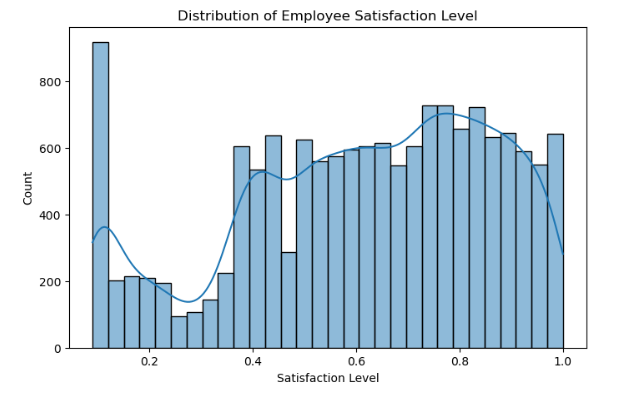 Distribution of Employee Satisfaction Level
800
600
400
200
0
Count
0.2 0.4 0.6 0.8 1.0
Satisfaction Level